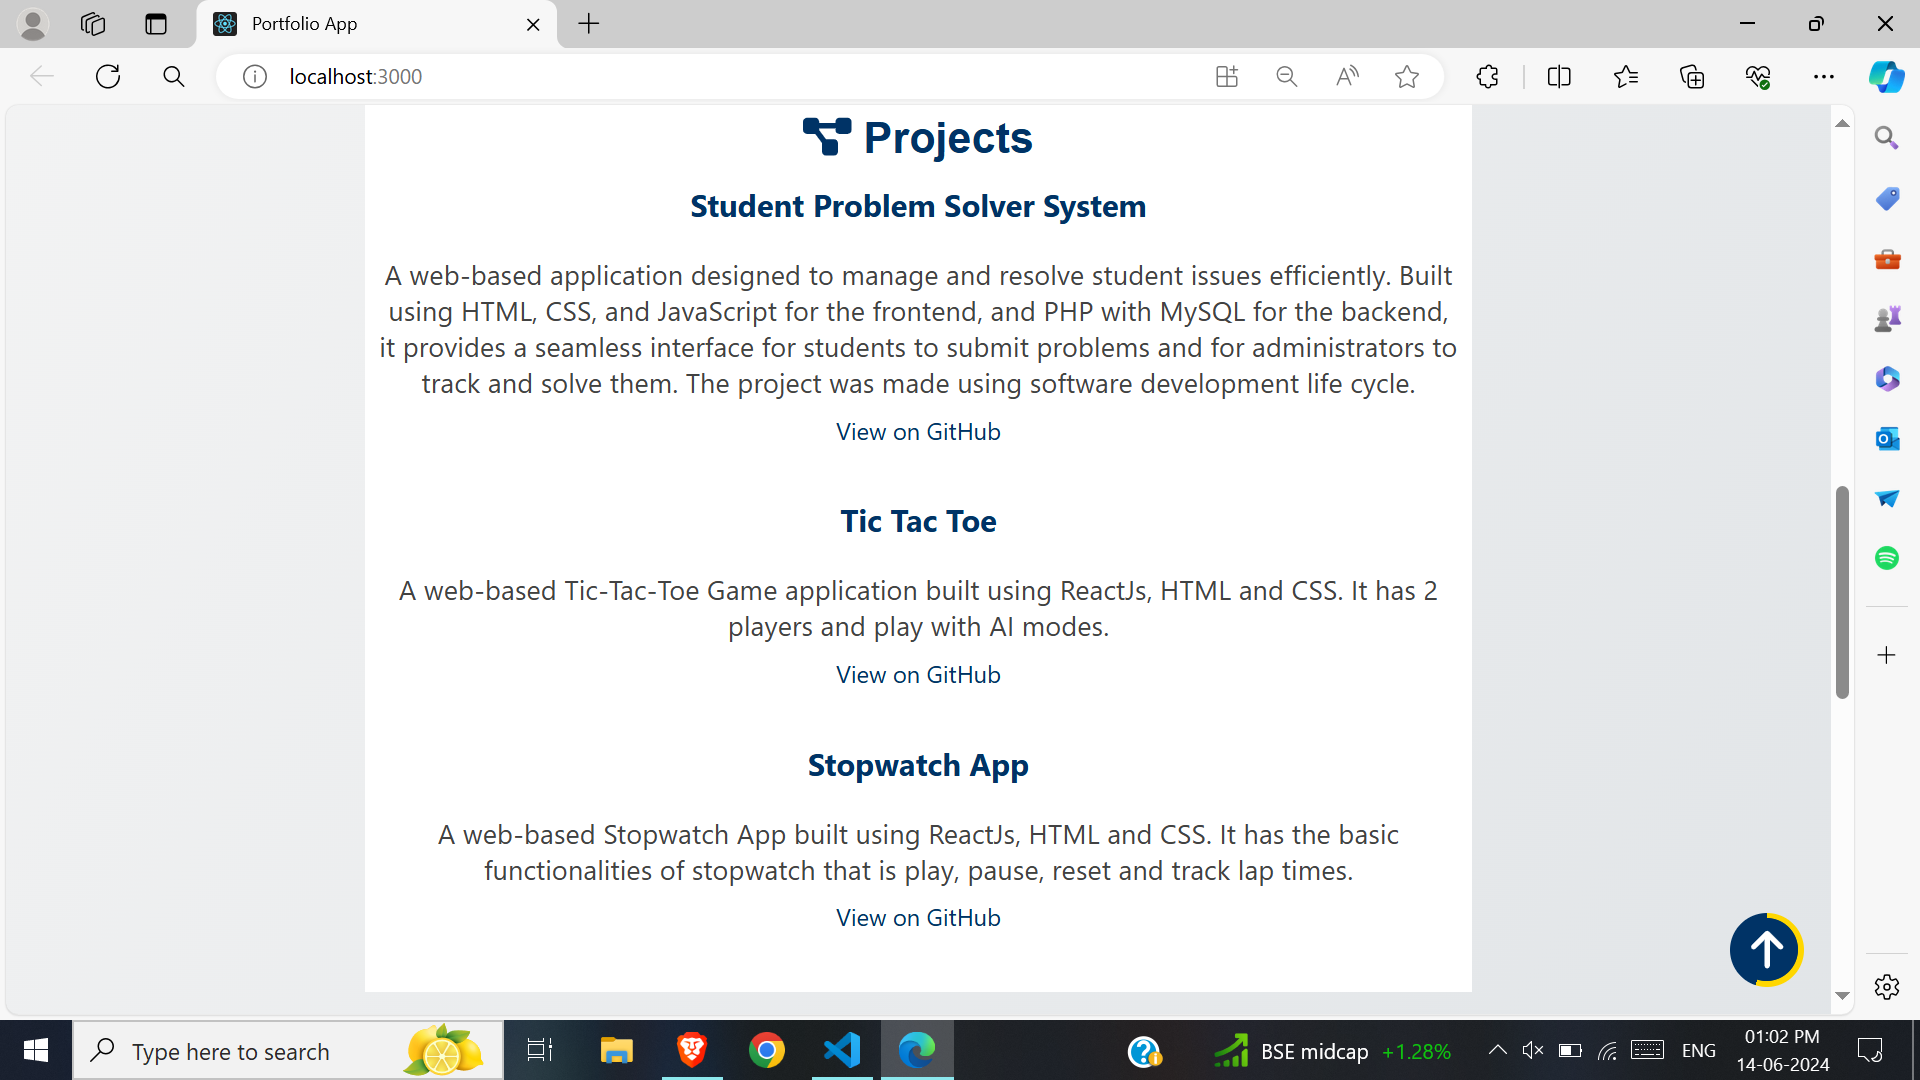 Portfolio App
localhost:3000
Projects
Student Problem Solver System
A web-based application designed to manage and resolve student issues efficiently. Built
using HTML, CSS, and JavaScript for the frontend, and PHP with MySQL for the backend,
it provides a seamless interface for students to submit problems and for administrators to
track and solve them. The project was made using software development life cycle.
View on GitHub
Tic Tac Toe
A web-based Tic-Tac-Toe Game application built using ReactJs, HTML and CSS. It has 2
players and play with AI modes.
View on GitHub
Stopwatch App
A web-based Stopwatch App built using ReactJs, HTML and CSS. It has the basic
functionalities of stopwatch that is play, pause, reset and track lap times.
View on GitHub
Type here to search
BSE midcap +1.28%
ENG
01:02 PM
14-06-2024